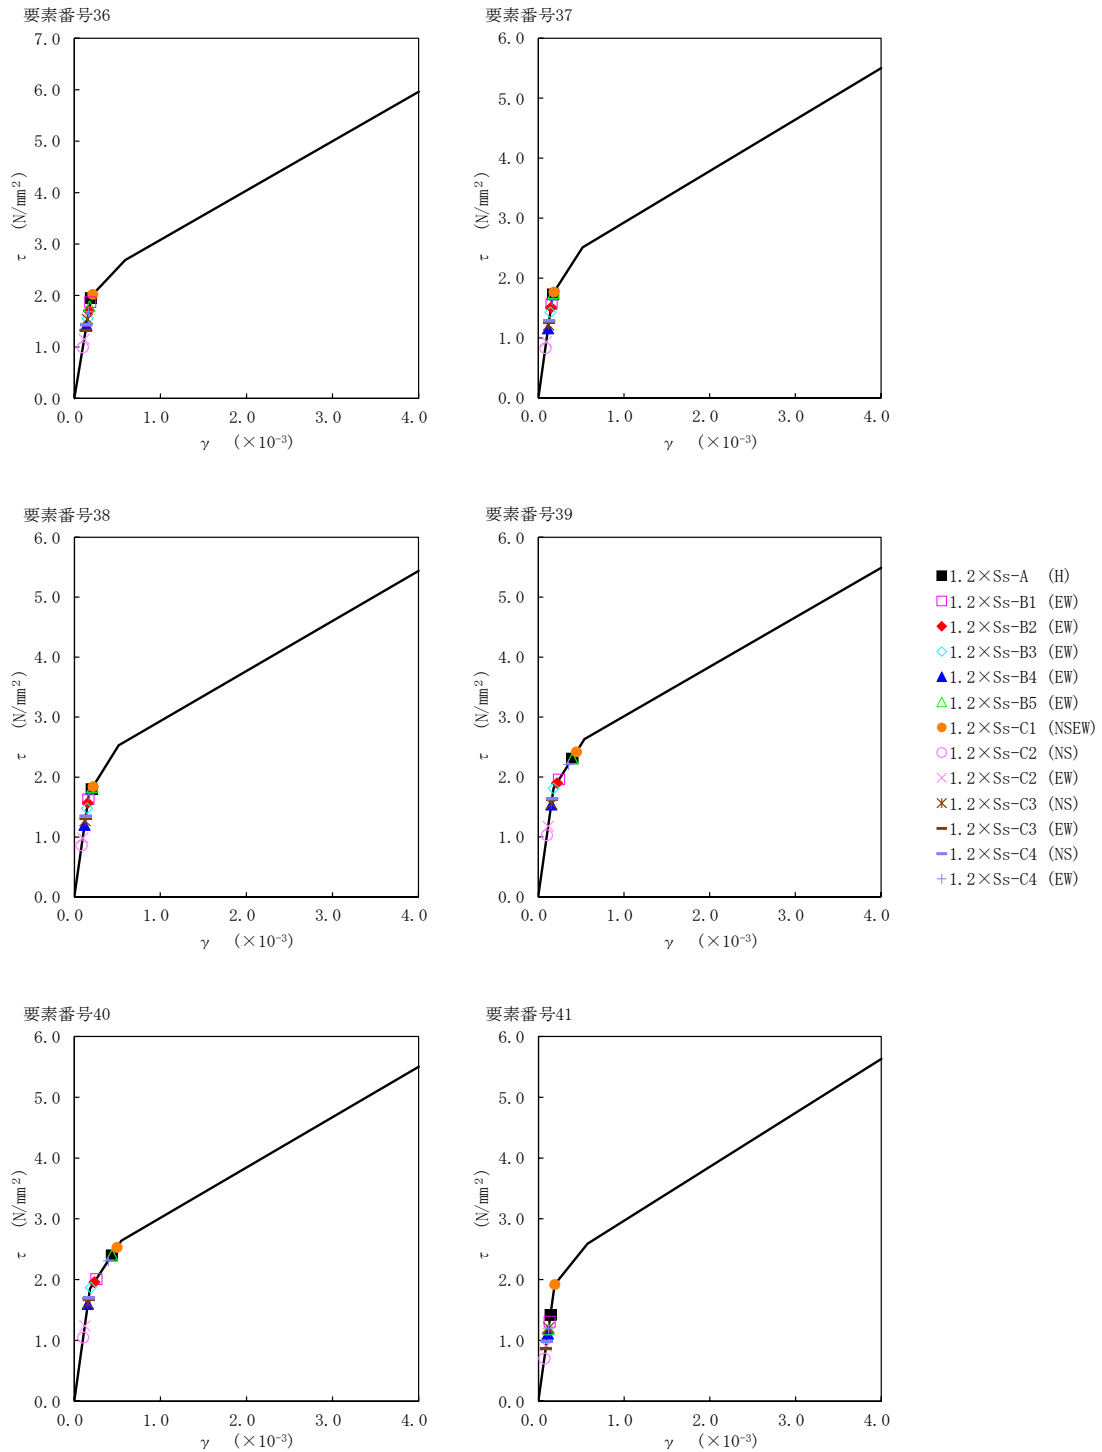 要素番号36
7.0
6.0
5.0
4.0
3.0
2.0
1.0
0.0
τ (N/mm²)
0.0 1.0 2.0 3.0 4.0
γ (×10⁻³)
要素番号37
6.0
5.0
4.0
3.0
2.0
1.0
0.0
τ (N/mm²)
0.0 1.0 2.0 3.0 4.0
γ (×10⁻³)
要素番号38
6.0
5.0
4.0
3.0
2.0
1.0
0.0
τ (N/mm²)
0.0 1.0 2.0 3.0 4.0
γ (×10⁻³)
要素番号39
6.0
5.0
4.0
3.0
2.0
1.0
0.0
τ (N/mm²)
0.0 1.0 2.0 3.0 4.0
γ (×10⁻³)
1.2×Ss-A (H)
1.2×Ss-B1 (EW)
1.2×Ss-B2 (EW)
1.2×Ss-B3 (EW)
1.2×Ss-B4 (EW)
1.2×Ss-B5 (EW)
1.2×Ss-C1 (NSEW)
1.2×Ss-C2 (NS)
1.2×Ss-C2 (EW)
1.2×Ss-C3 (NS)
1.2×Ss-C3 (EW)
1.2×Ss-C4 (NS)
1.2×Ss-C4 (EW)
要素番号40
6.0
5.0
4.0
3.0
2.0
1.0
0.0
τ (N/mm²)
0.0 1.0 2.0 3.0 4.0
γ (×10⁻³)
要素番号41
6.0
5.0
4.0
3.0
2.0
1.0
0.0
τ (N/mm²)
0.0 1.0 2.0 3.0 4.0
γ (×10⁻³)